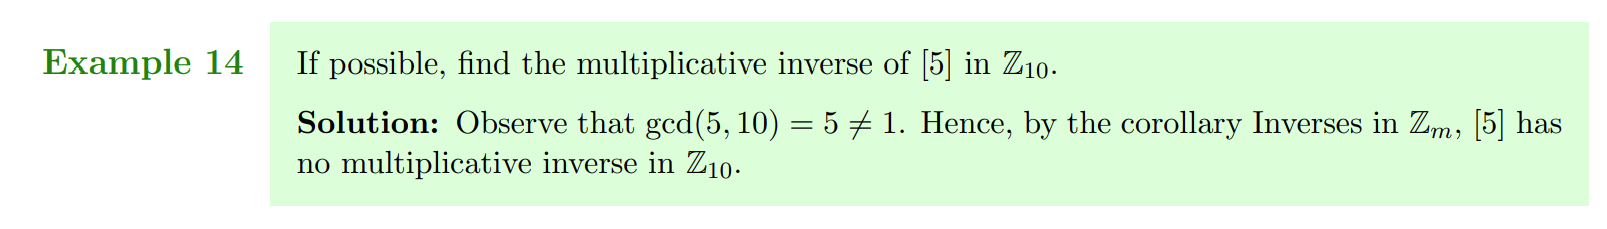 Example 14
If possible, find the multiplicative inverse of [5] in ℤ₁₀.
Solution: Observe that gcd(5, 10) = 5 ≠ 1. Hence, by the corollary Inverses in ℤₘ, [5] has
no multiplicative inverse in ℤ₁₀.